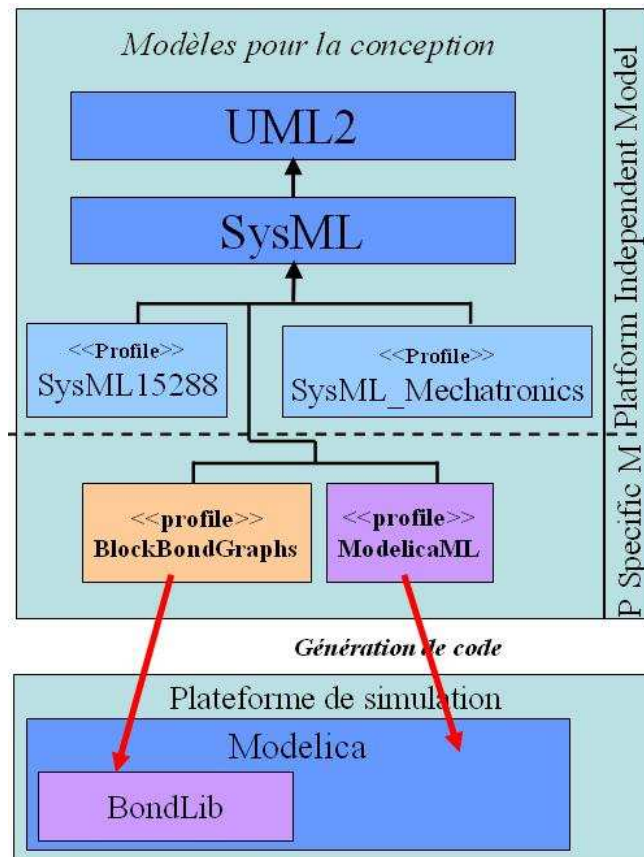 Modèles pour la conception
UML2
SysML
<<Profile>>
SysML15288
<<Profile>>
SysML_Mechatronics
Platform Independent Model
<<profile>>
BlockBondGraphs
<<profile>>
ModelicaML
P Specific M
Génération de code
Plateforme de simulation
Modelica
BondLib